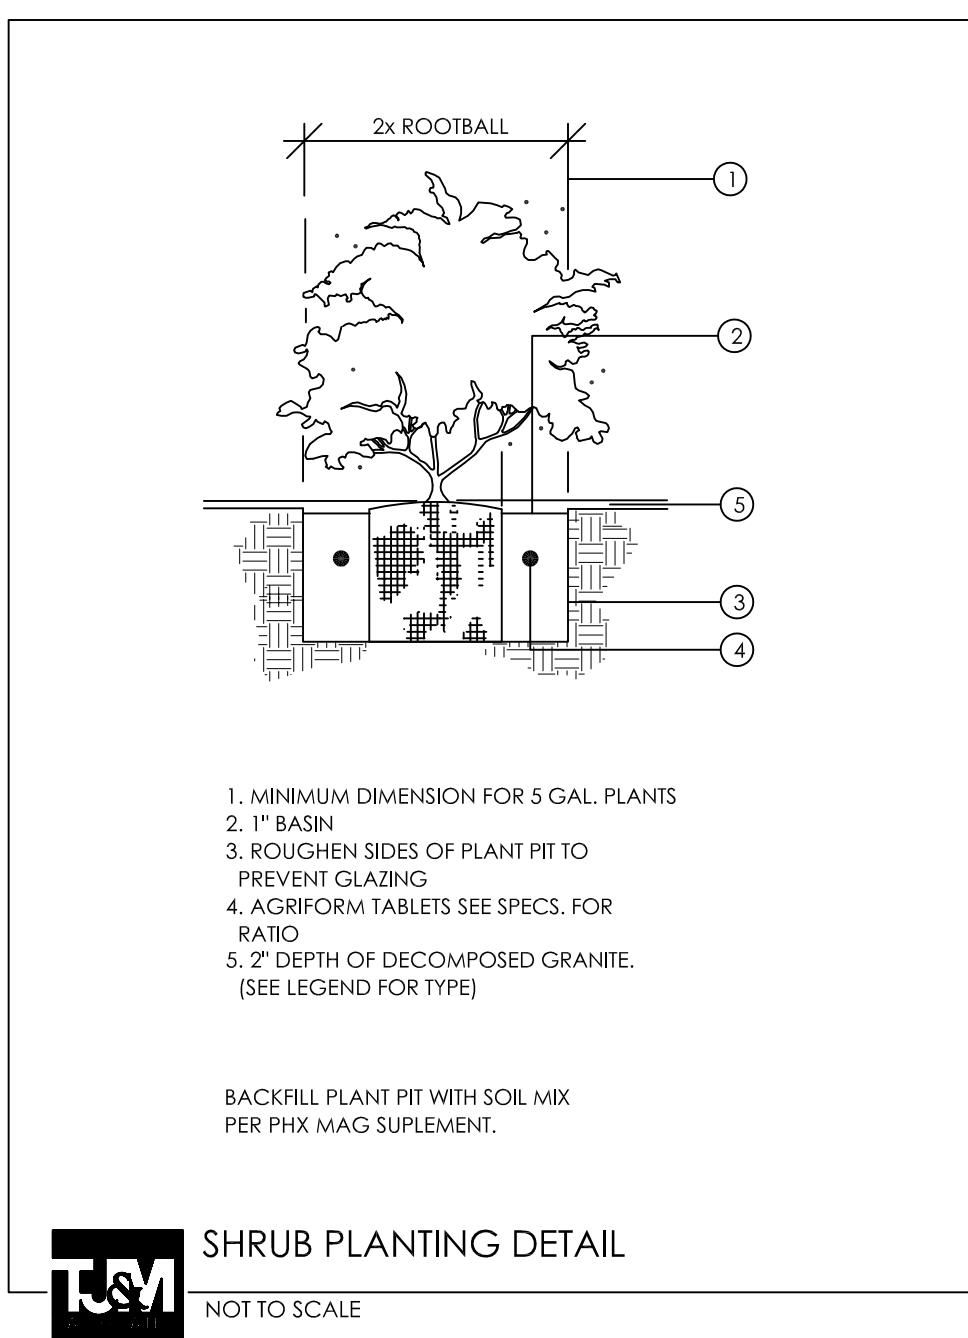 2x ROOTBALL
1
2
5
3
4
1. MINIMUM DIMENSION FOR 5 GAL. PLANTS
2. 1" BASIN
3. ROUGHEN SIDES OF PLANT PIT TO
PREVENT GLAZING
4. AGRIFORM TABLETS SEE SPECS. FOR
RATIO
5. 2" DEPTH OF DECOMPOSED GRANITE.
(SEE LEGEND FOR TYPE)
BACKFILL PLANT PIT WITH SOIL MIX
PER PHX MAG SUPLEMENT.
SHRUB PLANTING DETAIL
TJ&M
NOT TO SCALE